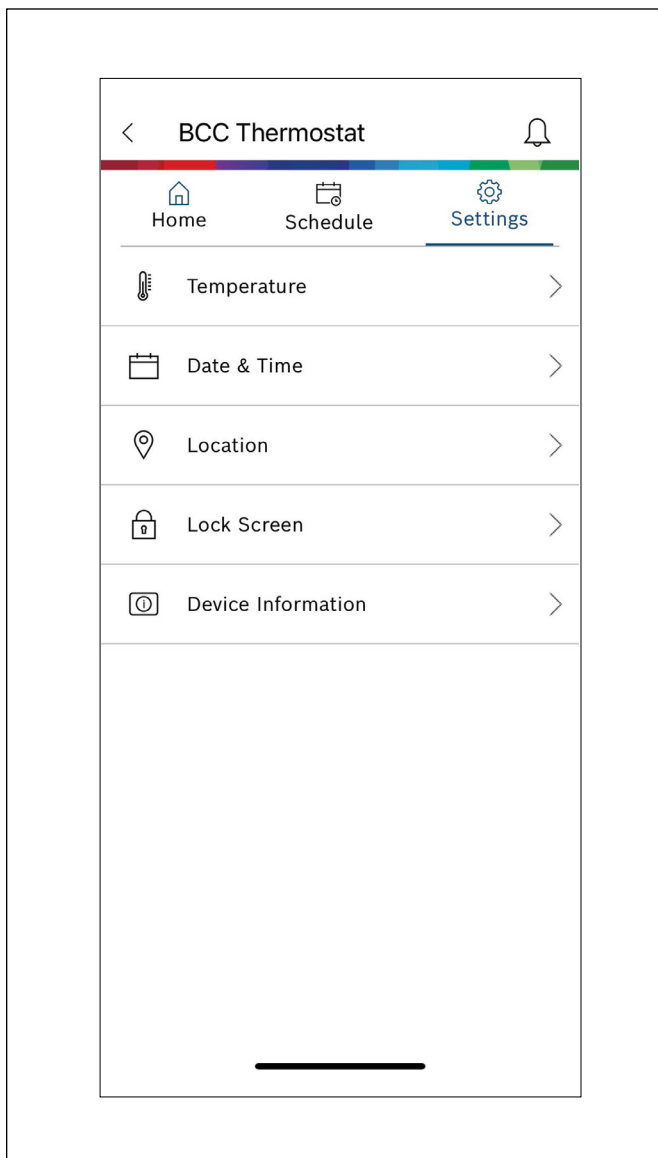 BCC Thermostat
Home Schedule Settings
Temperature
Date & Time
Location
Lock Screen
Device Information